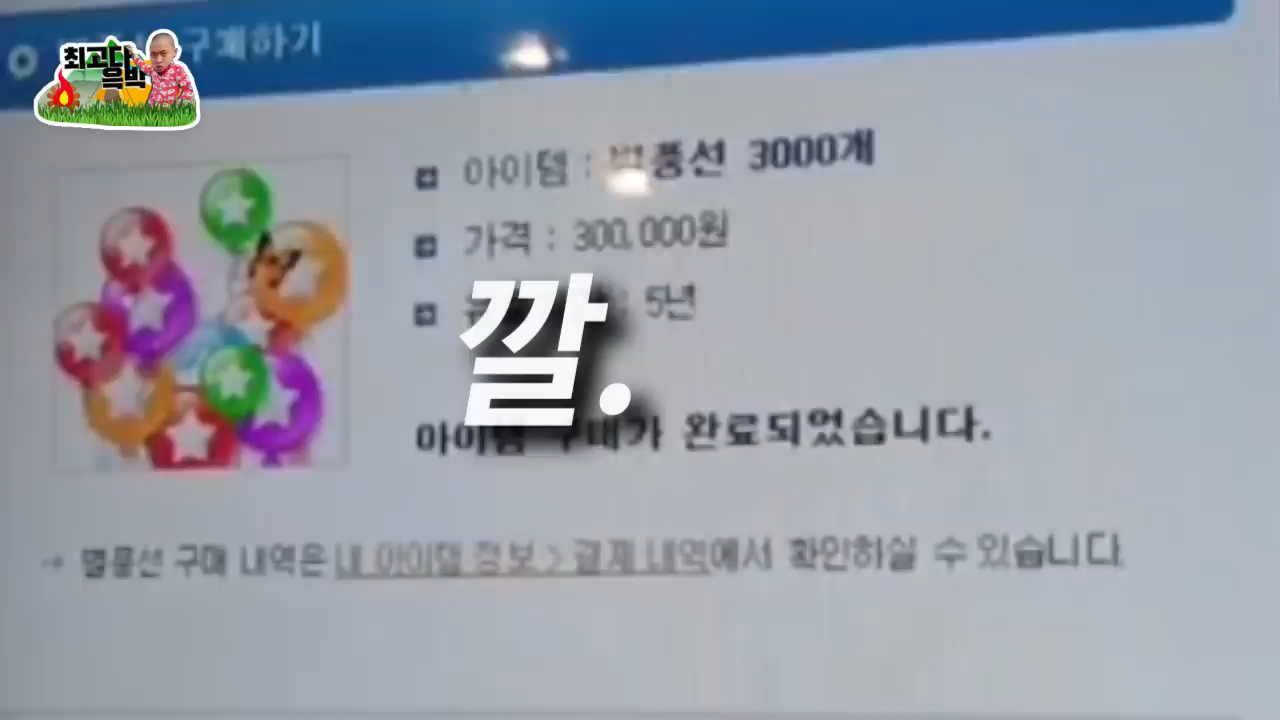 구매하기
최고다
흑박
아이템 : 별풍선 3000개
가격 : 300,000원
: 5년
깔.
아이템 구매가 완료되었습니다.
→ 별풍선 구매 내역은 내 아이템 정보 > 결제 내역에서 확인하실 수 있습니다.